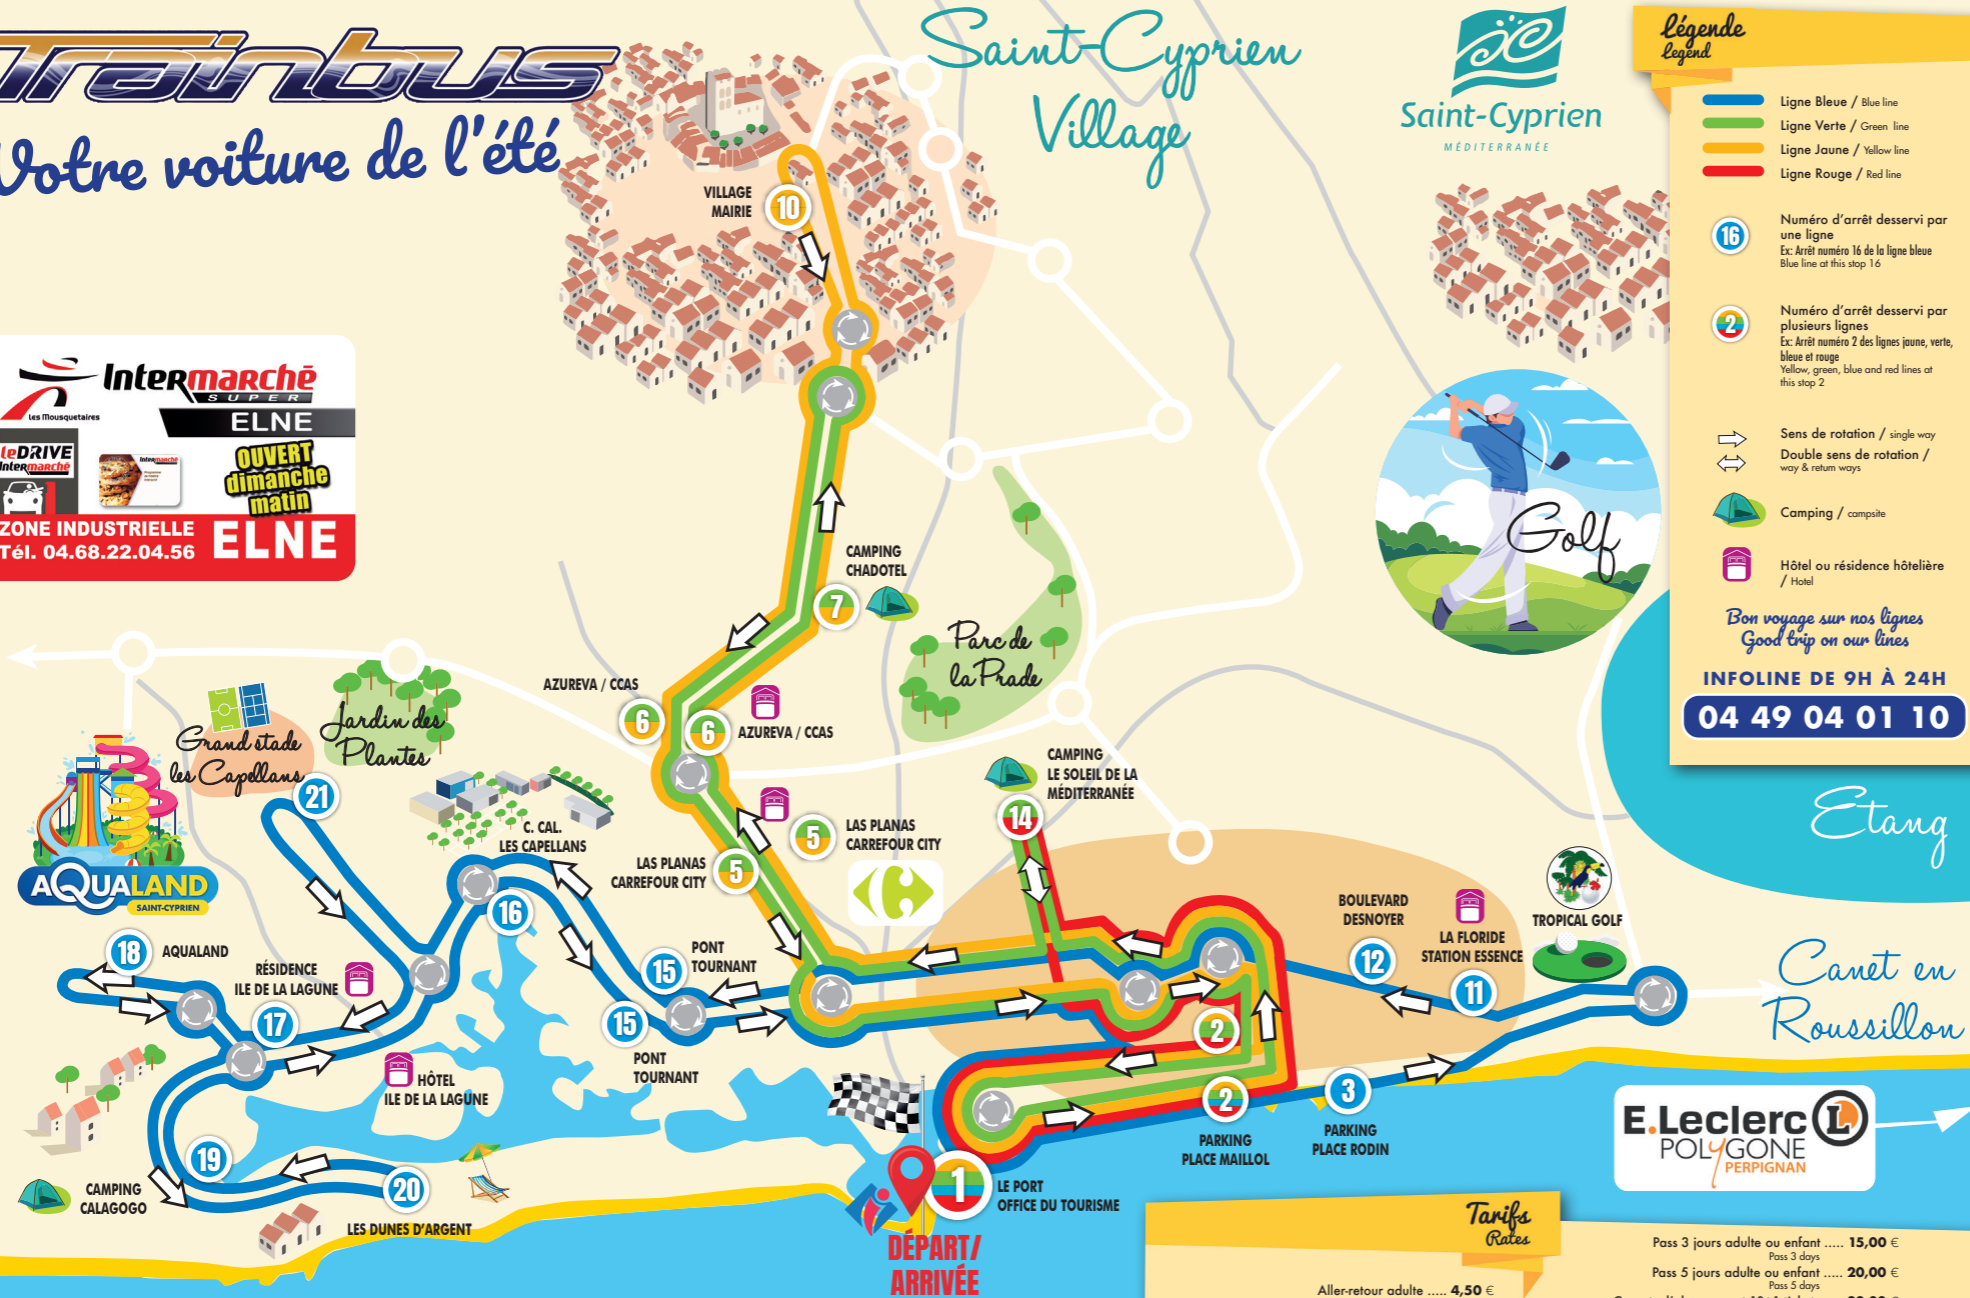 Trainbus
Votre voiture de l'été
Saint-Cyprien
Village
Saint-Cyprien
MÉDITERRANÉE
Légende
Legend
Ligne Bleue / Blue line
Ligne Verte / Green line
Ligne Jaune / Yellow line
Ligne Rouge / Red line
16
Numéro d'arrêt desservi par
une ligne
Ex: Arrêt numéro 16 de la ligne bleue
Blue line at this stop 16
2
Numéro d'arrêt desservi par
plusieurs lignes
Ex: Arrêt numéro 2 des lignes jaune, verte,
bleue et rouge
Yellow, green, blue and red lines at
this stop 2
Sens de rotation / single way
Double sens de rotation /
way & return ways
Camping / campsite
Hôtel ou résidence hôtelière
/ Hotel
Bon voyage sur nos lignes
Good trip on our lines
INFOLINE DE 9H À 24H
04 49 04 01 10
InterMarchē
SUPER
Les Mousquetaires
ELNE
le DRIVE
Intermarchē
Intermarchē
OUVERT
dimanche
matin
ZONE INDUSTRIELLE
Tél. 04.68.22.04.56
ELNE
VILLAGE
MAIRIE
10
CAMPING
CHADOTEL
7
Parc de
la Prade
Golf
AZUREVA / CCAS
6
6
AZUREVA / CCAS
Grand stade
les Capellans
Jardin des
Plantes
AQUALAND
SAINT-CYPRIEN
21
C. CAL.
LES CAPELLANS
16
LAS PLANAS
CARREFOUR CITY
5
5
LAS PLANAS
CARREFOUR CITY
CAMPING
LE SOLEIL DE LA
MÉDITERRANÉE
14
Etang
BOULEVARD
DESNOYER
12
LA FLORIDE
STATION ESSENCE
11
TROPICAL GOLF
Canet en
Roussillon
18
AQUALAND
RÉSIDENCE
ILE DE LA LAGUNE
17
15
PONT
TOURNANT
15
PONT
TOURNANT
HÔTEL
ILE DE LA LAGUNE
2
2
PARKING
PLACE MAILLOL
3
PARKING
PLACE RODIN
E.Leclerc L
POLYGONE
PERPIGNAN
19
CAMPING
CALAGOGO
20
LES DUNES D'ARGENT
1
LE PORT
OFFICE DU TOURISME
DÉPART/
ARRIVÉE
Tarifs
Rates
Aller-retour adulte ..... 4,50 €
Pass 3 jours adulte ou enfant ..... 15,00 €
Pass 3 days
Pass 5 jours adulte ou enfant ..... 20,00 €
Pass 5 days